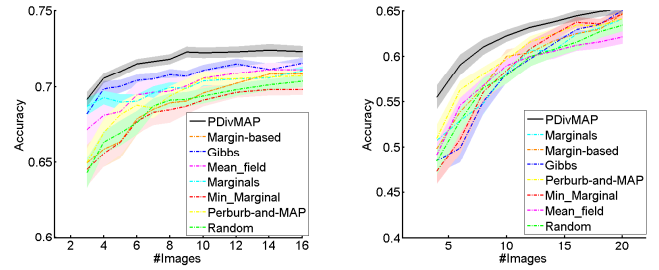 0.75
0.7
0.65
0.6
Accuracy
2 4 6 8 10 12 14 16
#Images
PDivMAP
Margin-based
Gibbs
Mean_field
Marginals
Min_Marginal
Perburb-and-MAP
Random
0.65
0.6
0.55
0.5
0.45
0.4
Accuracy
5 10 15 20
#Images
PDivMAP
Marginals
Margin-based
Gibbs
Perburb-and-MAP
Min_Marginal
Mean_field
Random